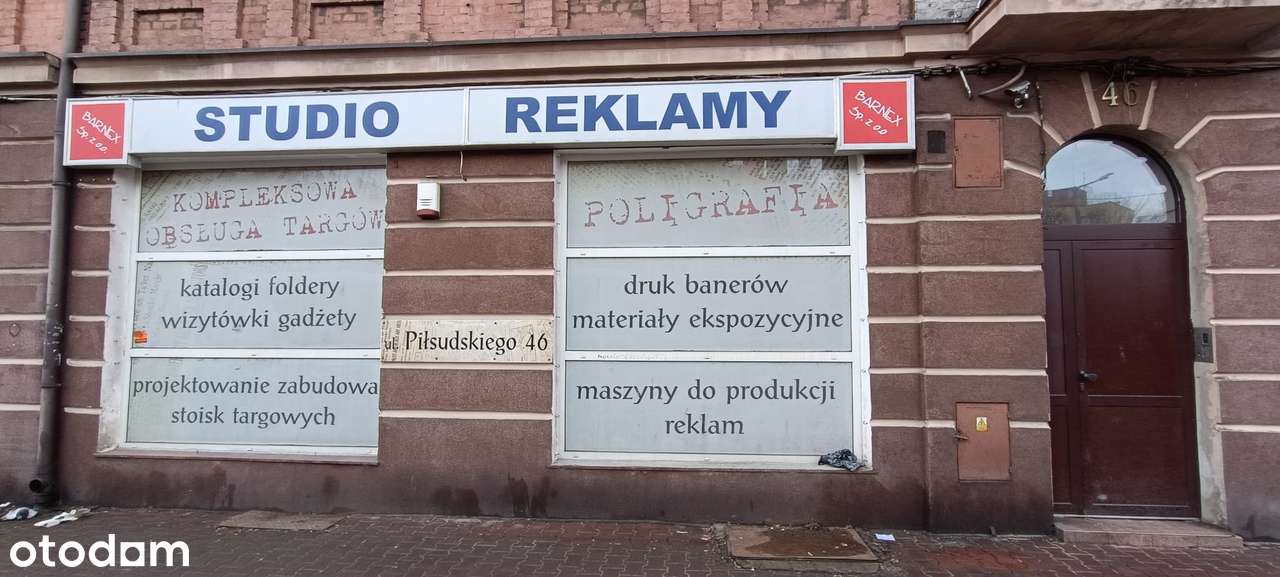 BARNEX
Sp. z o.o.
STUDIO REKLAMY
BARNEX
Sp. z o.o
46
KOMPLEKSOWA
OBSŁUGA TARGÓW
katalogi foldery
wizytówki gadżety
projektowanie zabudowa
stoisk targowych
ul. Piłsudskiego 46
POLIGRAFIA
druk banerów
materiały ekspozycyjne
maszyny do produkcji
reklam
otodom